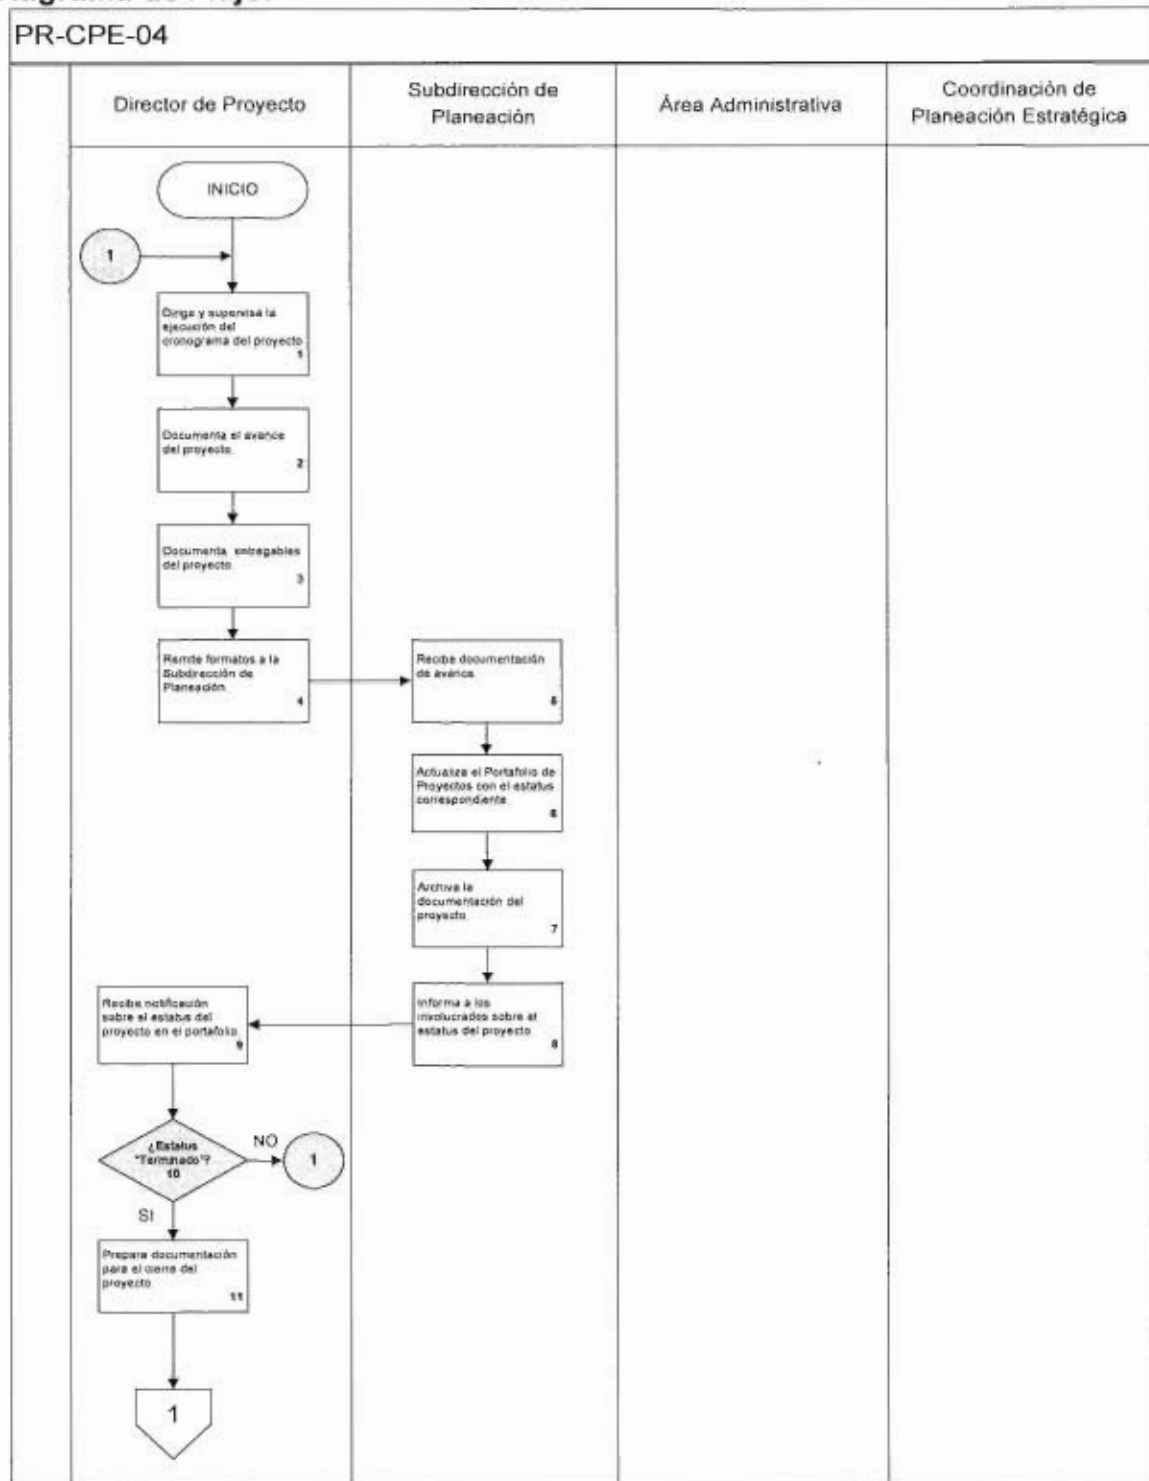 PR-CPE-04
Director de Proyecto
Subdirección de
Planeación
Área Administrativa
Coordinación de
Planeación Estratégica
INICIO
1
Dirige y supervisa la
ejecución del
cronograma del proyecto
1
Documenta el avance
del proyecto.
2
Documenta entregables
del proyecto.
3
Remite formatos a la
Subdirección de
Planeación.
4
Recibe documentación
de avance.
5
Actualiza el Portafolio de
Proyectos con el estatus
correspondiente
6
Archiva la
documentación del
proyecto.
7
Informa a los
involucrados sobre el
estatus del proyecto.
8
Recibe notificación
sobre el estatus del
proyecto en el portafolio.
9
¿Estatus
"Terminado"?
10
NO
1
SI
Prepara documentación
para el cierre del
proyecto.
11
1